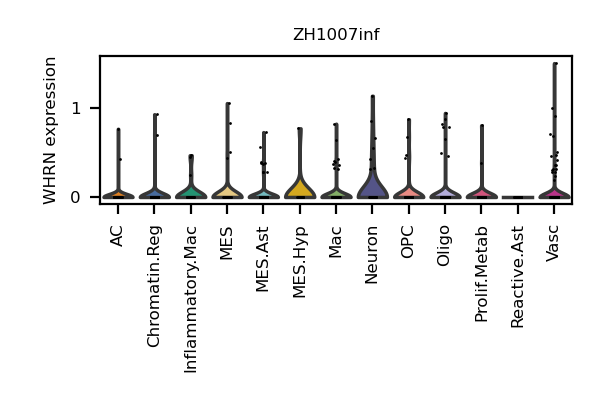 ZH1007inf
WHRN expression
1
0
AC
Chromatin.Reg
Inflammatory.Mac
MES
MES.Ast
MES.Hyp
Mac
Neuron
OPC
Oligo
Prolif.Metab
Reactive.Ast
Vasc